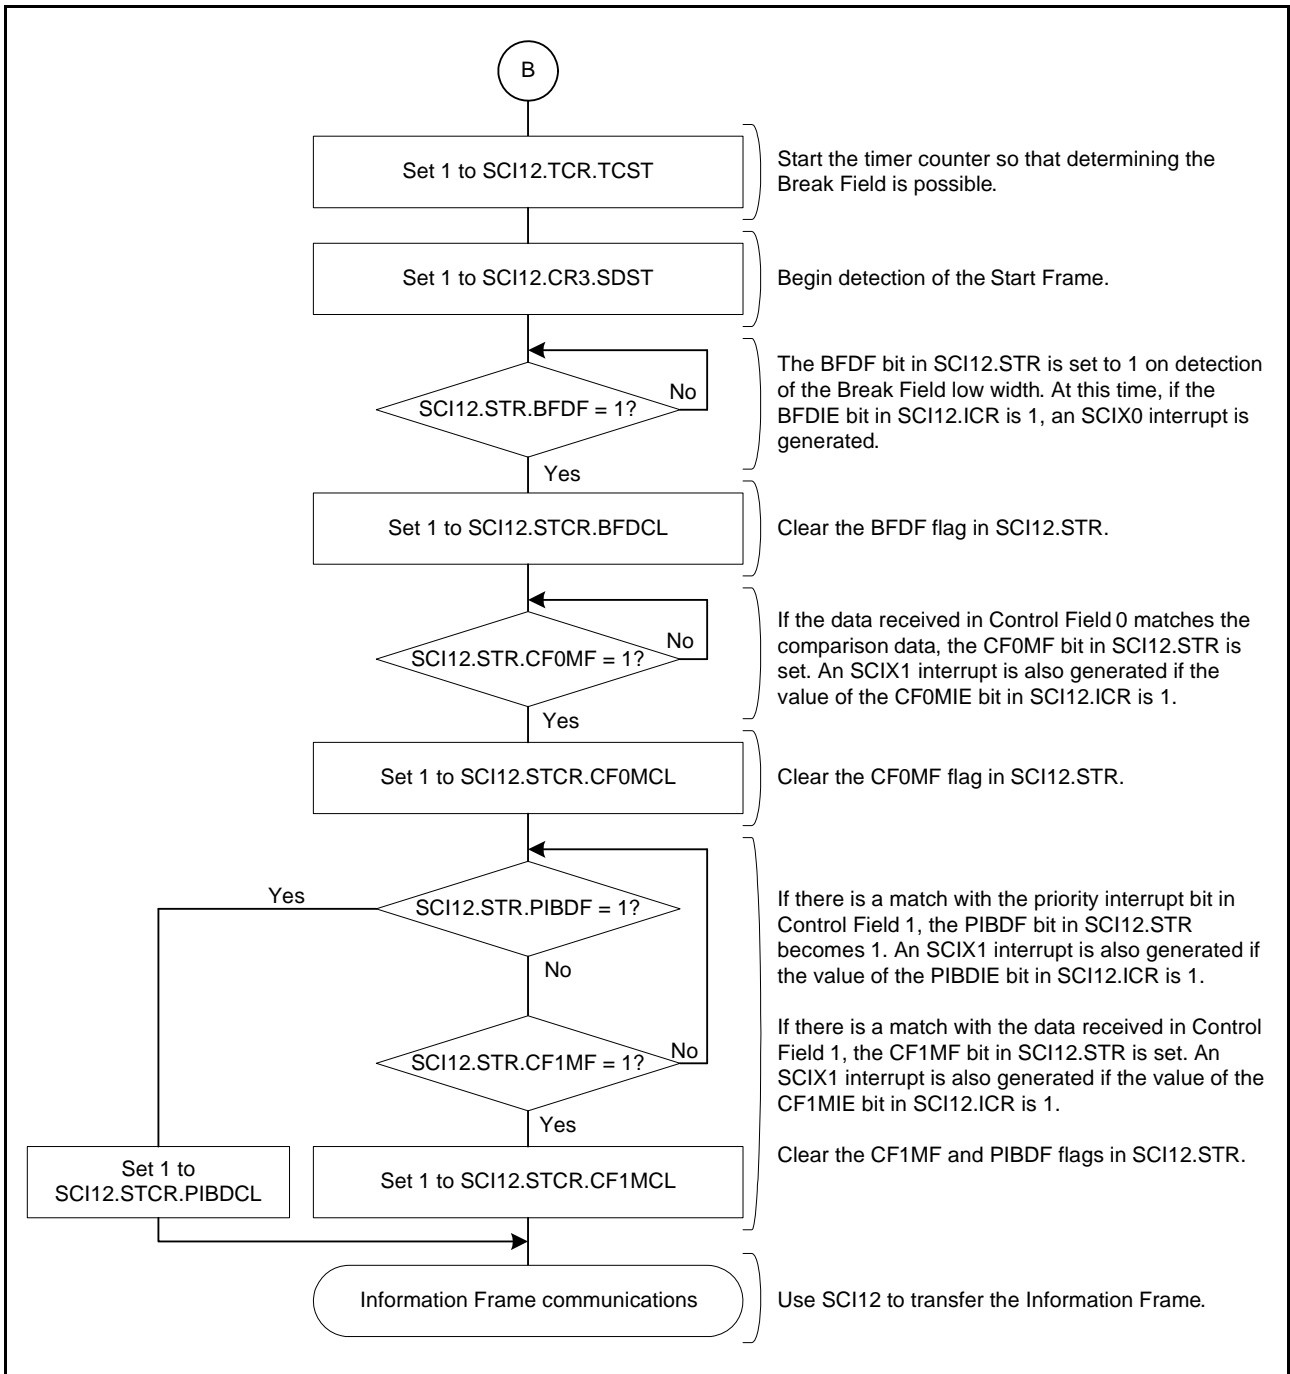 B
Set 1 to SCI12.TCR.TCST
Start the timer counter so that determining the
Break Field is possible.
Set 1 to SCI12.CR3.SDST
Begin detection of the Start Frame.
SCI12.STR.BFDF = 1?
No
Yes
The BFDF bit in SCI12.STR is set to 1 on detection
of the Break Field low width. At this time, if the
BFDIE bit in SCI12.ICR is 1, an SCIX0 interrupt is
generated.
Set 1 to SCI12.STCR.BFDCL
Clear the BFDF flag in SCI12.STR.
SCI12.STR.CF0MF = 1?
No
Yes
If the data received in Control Field 0 matches the
comparison data, the CF0MF bit in SCI12.STR is
set. An SCIX1 interrupt is also generated if the
value of the CF0MIE bit in SCI12.ICR is 1.
Set 1 to SCI12.STCR.CF0MCL
Clear the CF0MF flag in SCI12.STR.
Yes
SCI12.STR.PIBDF = 1?
No
If there is a match with the priority interrupt bit in
Control Field 1, the PIBDF bit in SCI12.STR
becomes 1. An SCIX1 interrupt is also generated if
the value of the PIBDIE bit in SCI12.ICR is 1.
SCI12.STR.CF1MF = 1?
No
Yes
If there is a match with the data received in Control
Field 1, the CF1MF bit in SCI12.STR is set. An
SCIX1 interrupt is also generated if the value of the
CF1MIE bit in SCI12.ICR is 1.
Set 1 to
SCI12.STCR.PIBDCL
Set 1 to SCI12.STCR.CF1MCL
Clear the CF1MF and PIBDF flags in SCI12.STR.
Information Frame communications
Use SCI12 to transfer the Information Frame.